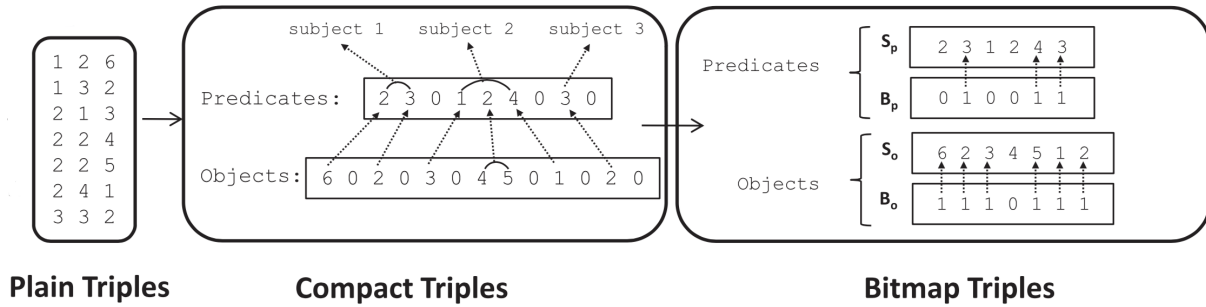 1 2 6
1 3 2
2 1 3
2 2 4
2 2 5
2 4 1
3 3 2
Plain Triples
subject 1 subject 2 subject 3
Predicates: 2 3 0 1 2 4 0 3 0
Objects: 6 0 2 0 3 0 4 5 0 1 0 2 0
Compact Triples
Predicates
Sp 2 3 1 2 4 3
Bp 0 1 0 0 1 1
Objects
So 6 2 3 4 5 1 2
Bo 1 1 1 0 1 1 1
Bitmap Triples